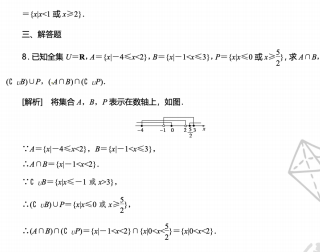 ={x|x<1 或 x≥2}.
三、解答题
8．已知全集 U=R，A={x|-4≤x<2}，B={x|-1<x≤3}，P={x|x≤0 或 x≥5/2}，求 A∩B，
(∁UB)∪P，(A∩B)∩(∁UP).
[解析] 将集合 A，B，P 表示在数轴上，如图.
-4 -1 0 2 5/2 3 x
∵A={x|-4≤x<2}，B={x|-1<x≤3}，
∴A∩B={x|-1<x<2}.
∵∁UB={x|x≤-1 或 x>3}，
∴(∁UB)∪P={x|x≤0 或 x≥5/2}，
∴(A∩B)∩(∁UP)={x|-1<x<2}∩{x|0<x<5/2}={x|0<x<2}.